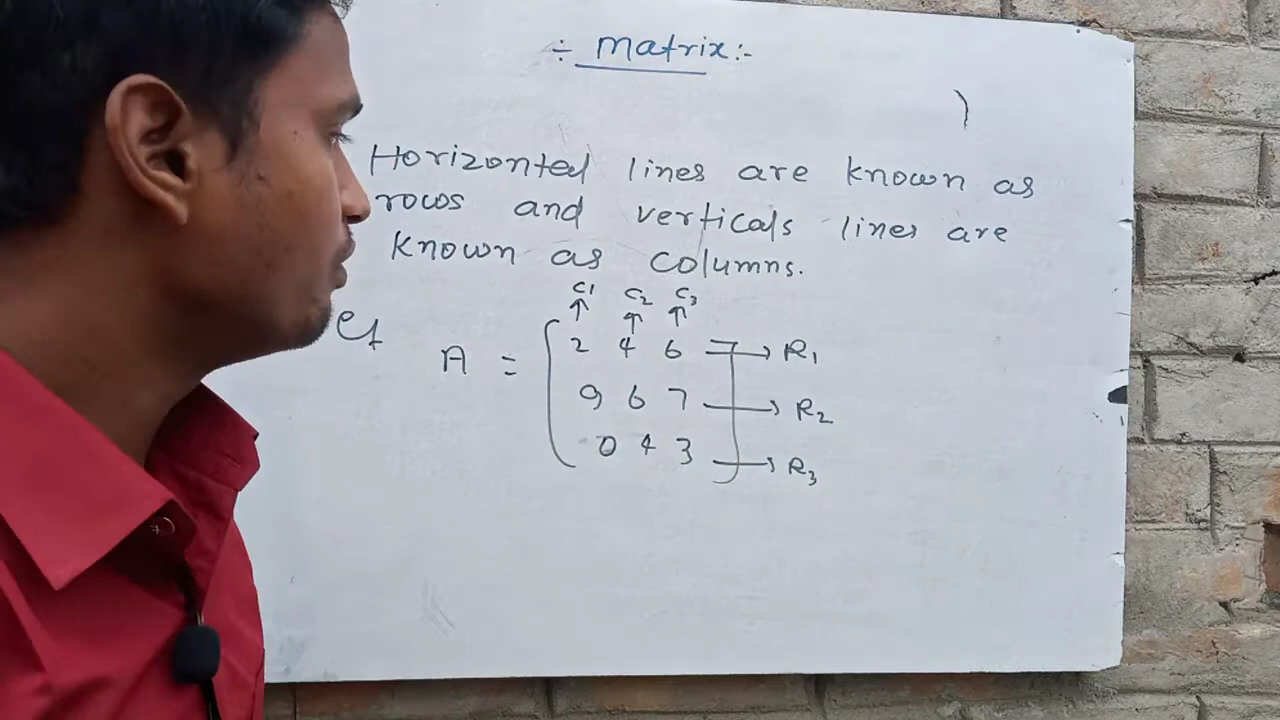 ÷ Matrix:-
Horizonted lines are known as
rows and verticals lines are
known as columns.
C1 C2 C3
↑ ↑ ↑
A = [2 4 6] → R1
9 6 7 → R2
0 4 3 → R3